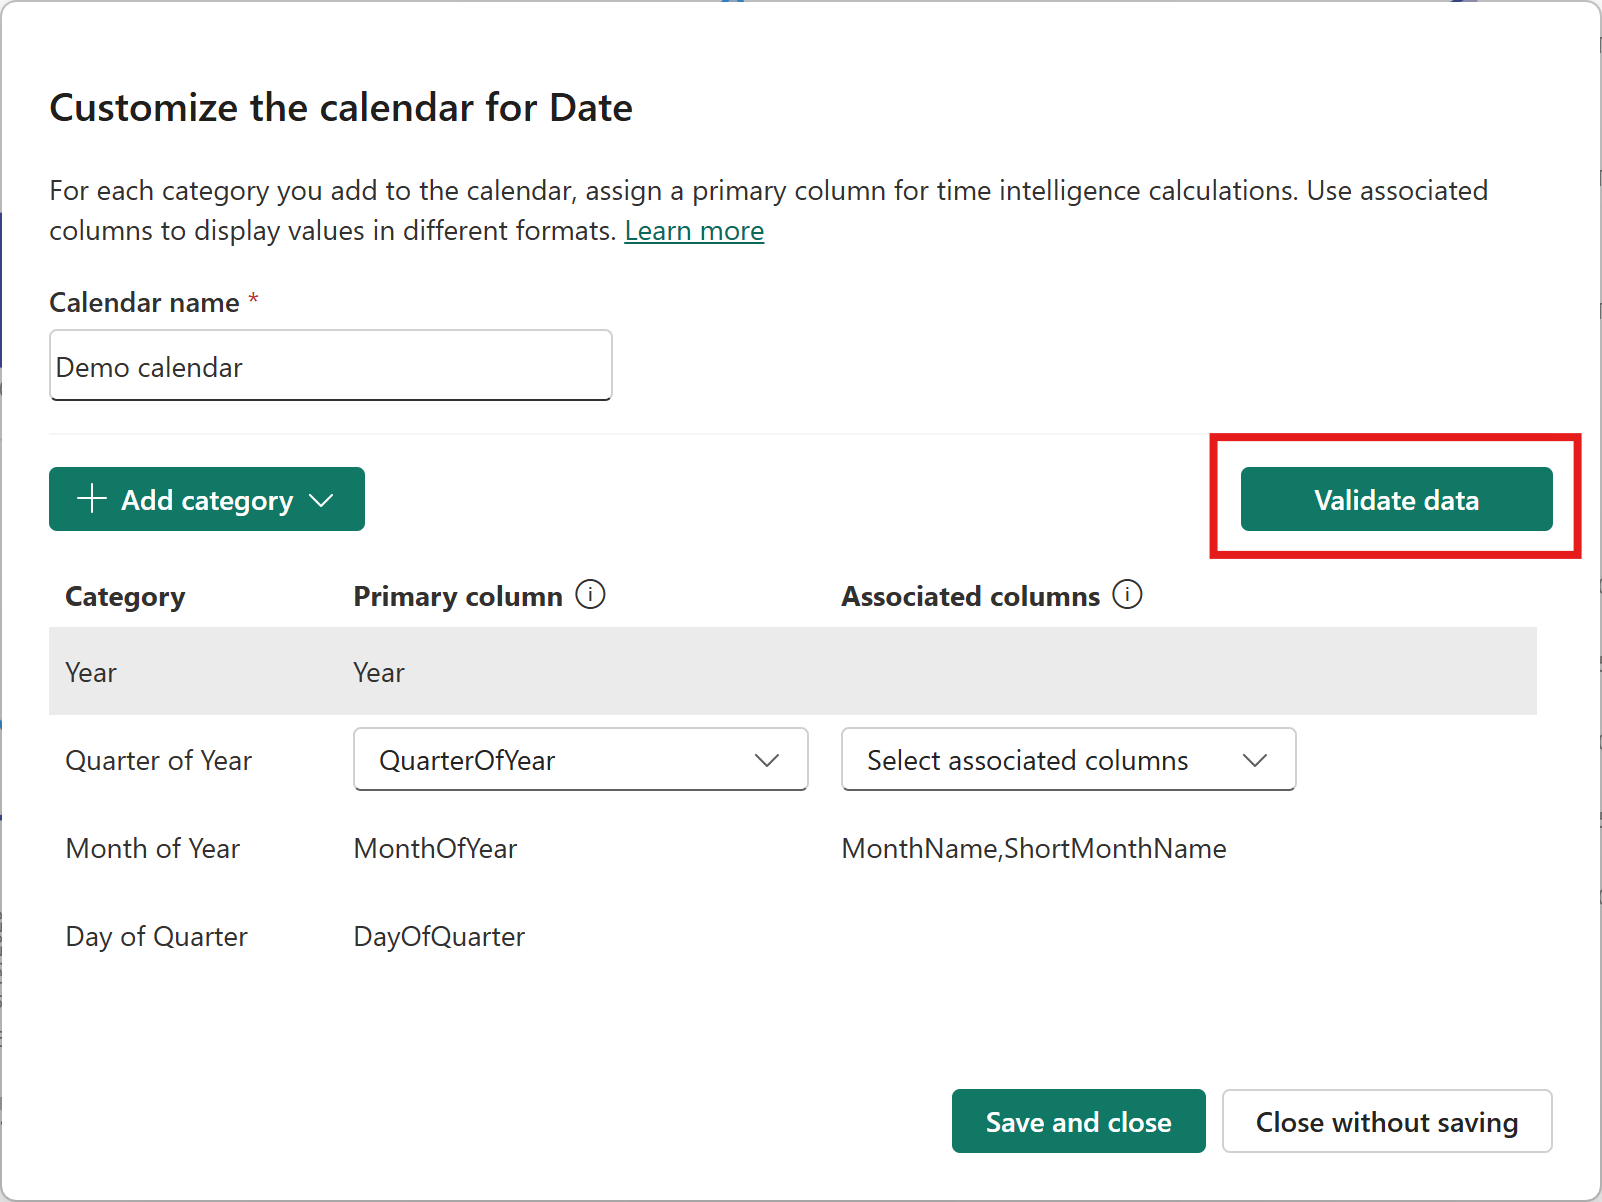 Customize the calendar for Date
For each category you add to the calendar, assign a primary column for time intelligence calculations. Use associated
columns to display values in different formats. Learn more
Calendar name *
Demo calendar
Add category
Validate data
Category Primary column Associated columns
Year Year
Quarter of Year QuarterOfYear Select associated columns
Month of Year MonthOfYear MonthName,ShortMonthName
Day of Quarter DayOfQuarter
Save and close Close without saving